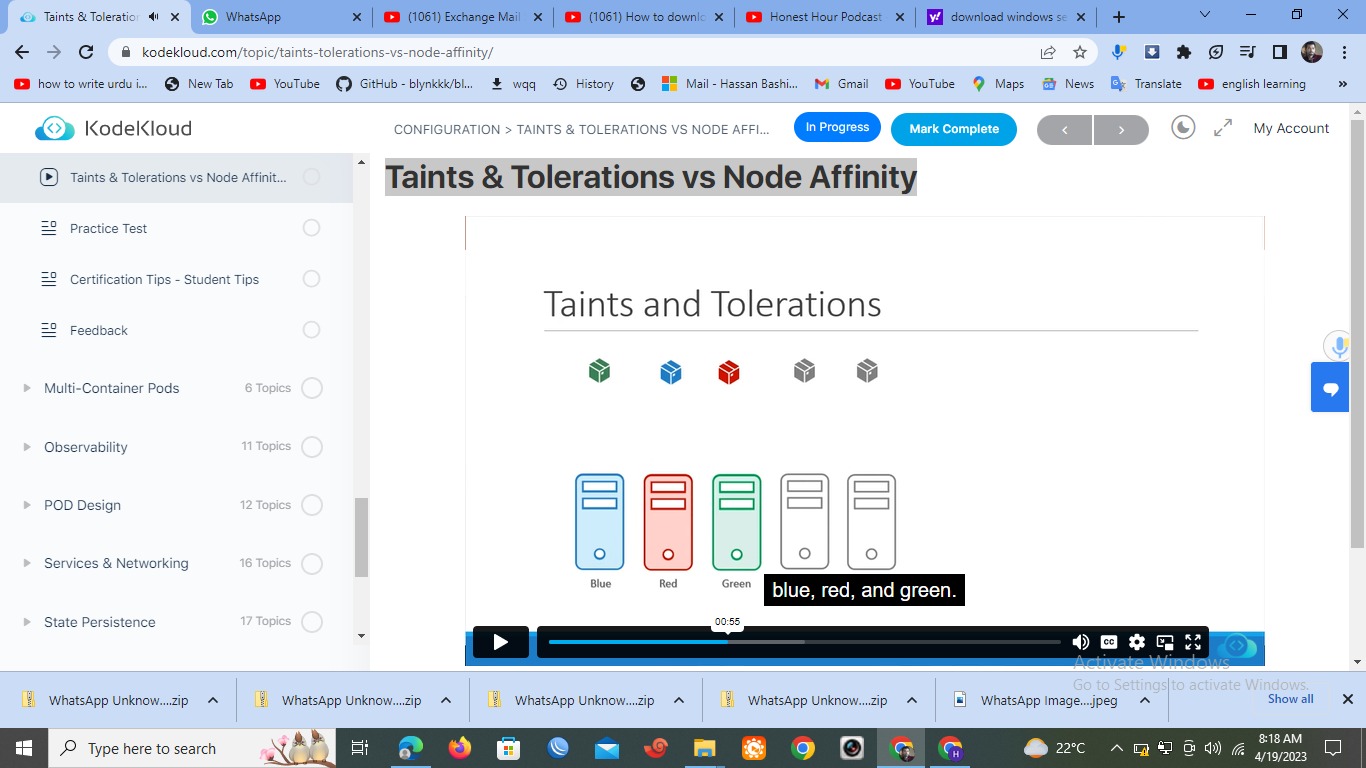 Taints & Toleration
WhatsApp
(1061) Exchange Mail
(1061) How to downlo
Honest Hour Podcast
download windows se
kodekloud.com/topic/taints-tolerations-vs-node-affinity/
how to write urdu i...
New Tab
YouTube
GitHub - blynkkk/bl...
wqq
History
Mail - Hassan Bashi...
Gmail
YouTube
Maps
News
Translate
english learning
»
KodeKloud
CONFIGURATION > TAINTS & TOLERATIONS VS NODE AFFI...
In Progress
Mark Complete
My Account
Taints & Tolerations vs Node Affinit...
Practice Test
Certification Tips - Student Tips
Feedback
Multi-Container Pods 6 Topics
Observability 11 Topics
POD Design 12 Topics
Services & Networking 16 Topics
State Persistence 17 Topics
Taints & Tolerations vs Node Affinity
Taints and Tolerations
Blue
Red
Green
blue, red, and green.
00:55
CC
Activate Windows
Go to Settings to activate Windows.
WhatsApp Unknow....zip
WhatsApp Unknow....zip
WhatsApp Unknow....zip
WhatsApp Unknow....zip
WhatsApp Image....jpeg
Show all
Type here to search
H
22°C
8:18 AM
4/19/2023